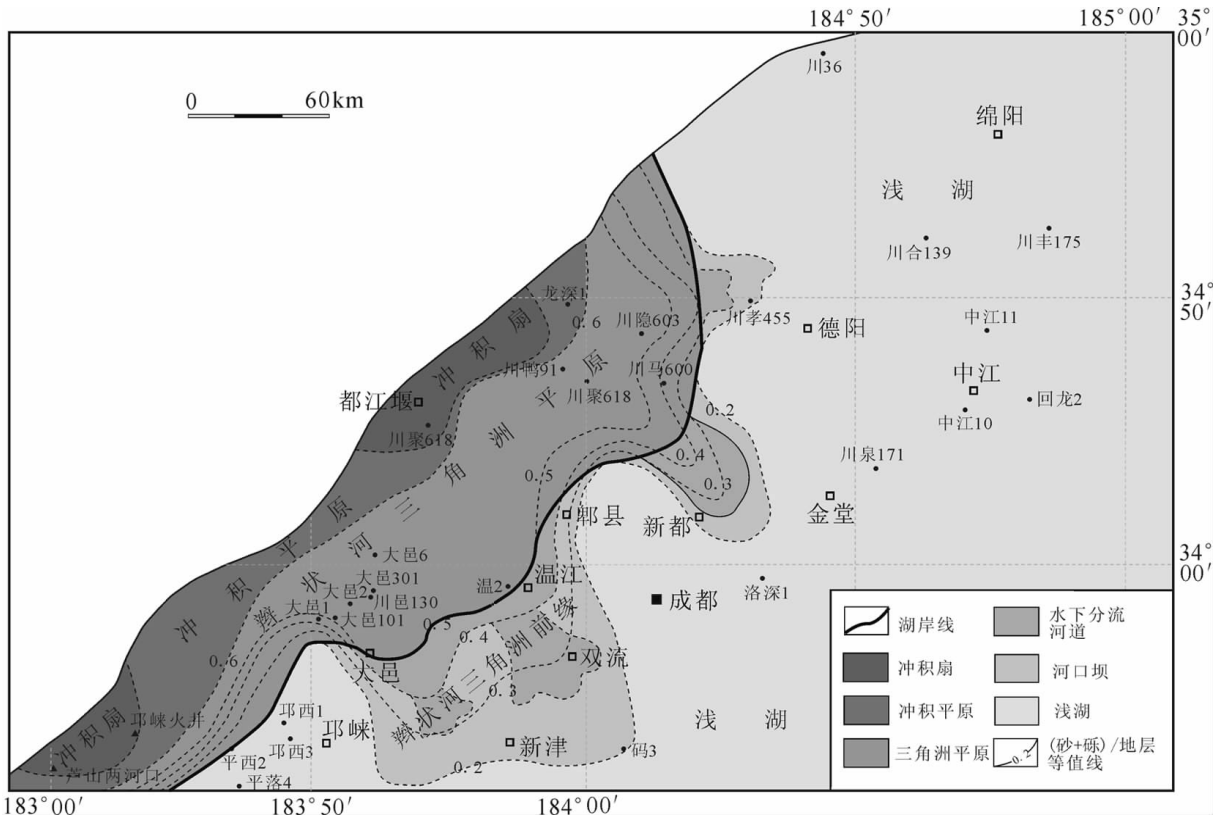 184°50′
185°00′
35°00′
0 60km
川36
绵阳
浅湖
川合139
川丰175
龙深1
0.6
川隐603
川孝455
34°50′
德阳
中江11
冲积扇
川鸭91
川马600
川聚618
中江
都江堰
川聚618
0.2
中江10
回龙2
0.4
川泉171
0.5
0.3
郫县
新都
金堂
辫状河三角洲平原
冲积平原
大邑6
34°00′
大邑301
大邑2
川邑130
温2
温江
成都
洛深1
大邑1
大邑101
0.5
0.4
辫状河三角洲前缘
0.6
大邑
双流
0.3
浅湖
冲积扇
邛崃火井
邛西1
邛崃
邛西3
新津
码3
芦山两河门
平西2
平落4
0.2
湖岸线
水下分流河道
冲积扇
河口坝
冲积平原
浅湖
三角洲平原
0.2
(砂+砾)/地层
等值线
183°00′
183°50′
184°00′